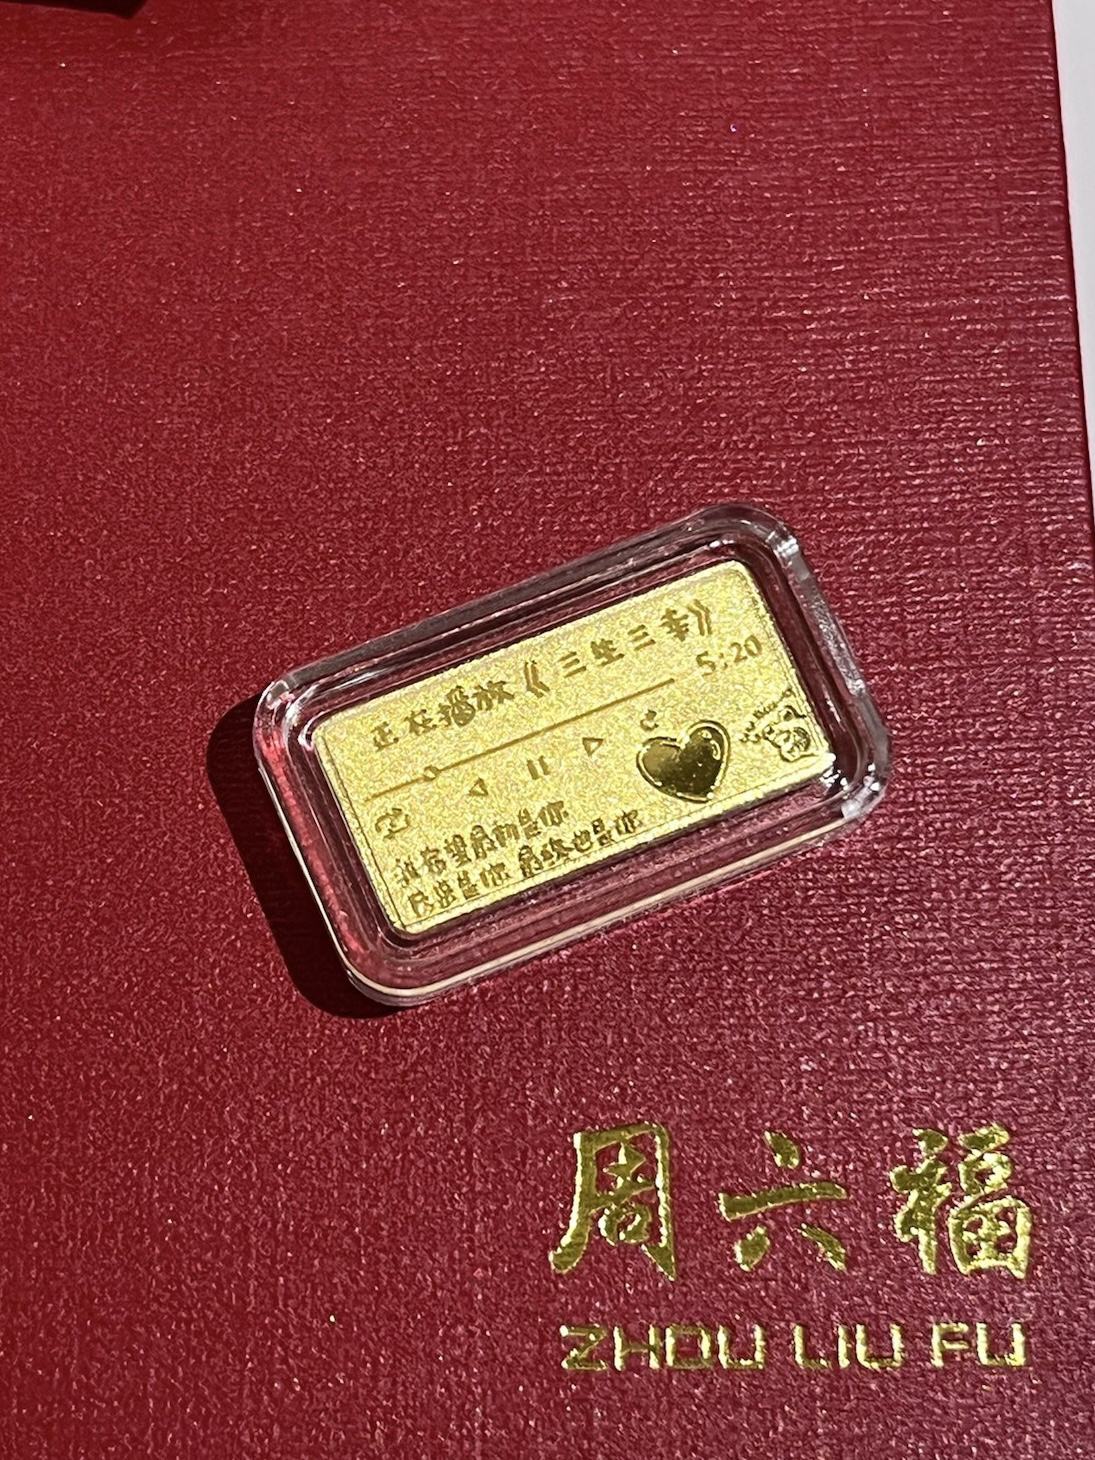 正在播放《三生三幸》
5:20
我希望最初是你
后来是你 最终也是你
周六福
ZHOU LIU FU